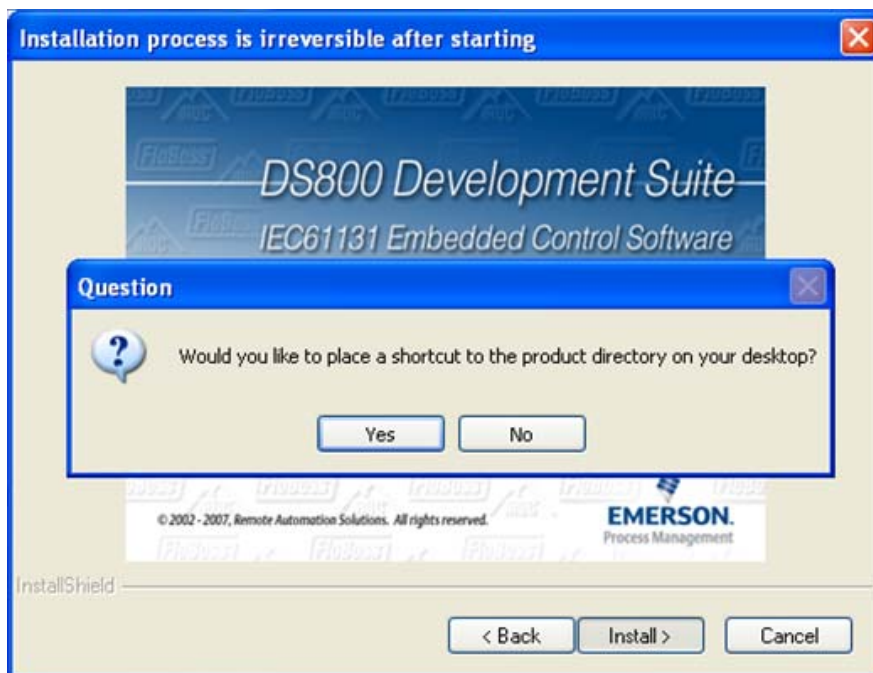 Installation process is irreversible after starting
DS800 Development Suite
IEC61131 Embedded Control Software
Question
Would you like to place a shortcut to the product directory on your desktop?
Yes
No
© 2002 - 2007, Remote Automation Solutions. All rights reserved.
EMERSON.
Process Management
InstallShield
< Back
Install >
Cancel